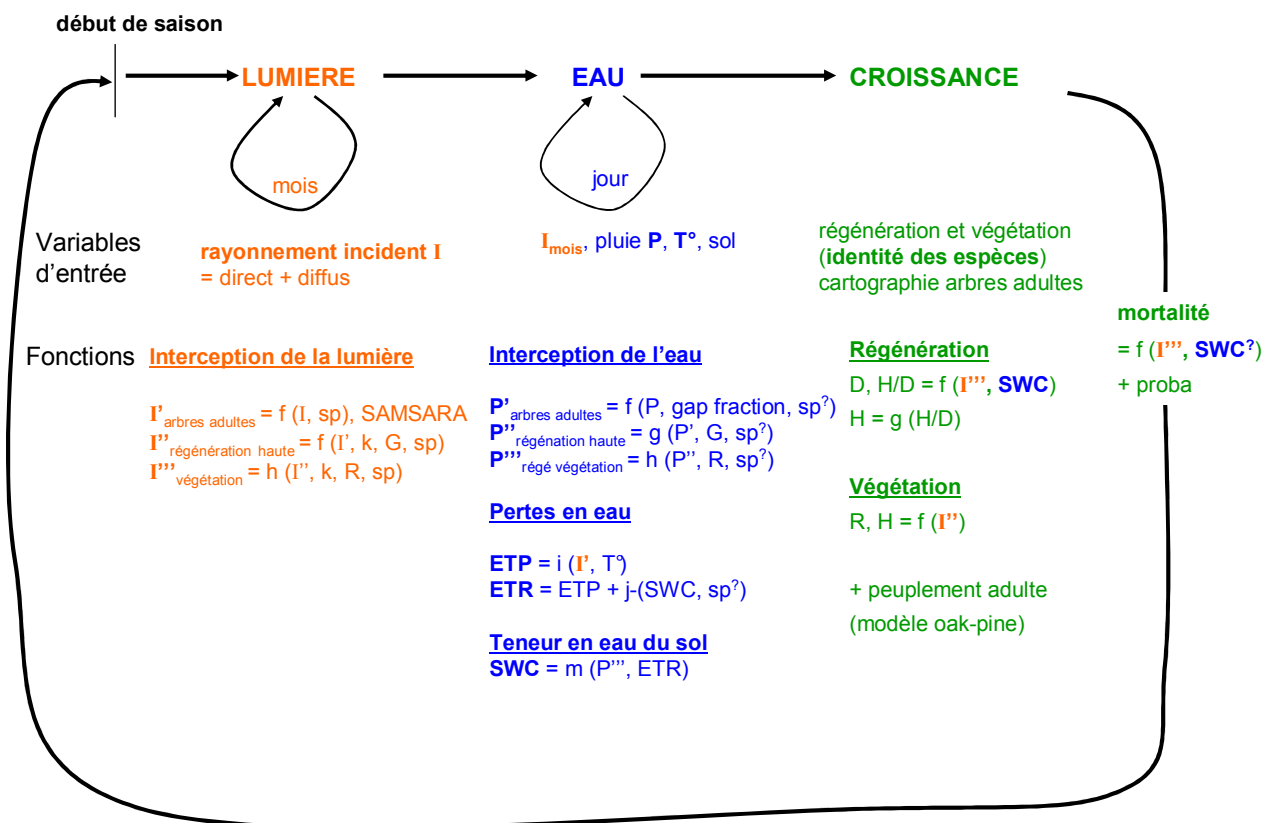 début de saison
LUMIERE
EAU
CROISSANCE
mois
jour
Variables
d'entrée
rayonnement incident I
= direct + diffus
I mois, pluie P, T°, sol
régénération et végétation
(identité des espèces)
cartographie arbres adultes
mortalité
= f (I''', SWC?)
+ proba
Fonctions
Interception de la lumière
I' arbres adultes = f (I, sp), SAMSARA
I'' régénération haute = f (I', k, G, sp)
I''' végétation = h (I'', k, R, sp)
Interception de l'eau
P' arbres adultes = f (P, gap fraction, sp?)
P'' régénation haute = g (P', G, sp?)
P''' régé végétation = h (P'', R, sp?)
Pertes en eau
ETP = i (I', T°)
ETR = ETP + j-(SWC, sp?)
Teneur en eau du sol
SWC = m (P''', ETR)
Régénération
D, H/D = f (I''', SWC)
H = g (H/D)
Végétation
R, H = f (I'')
+ peuplement adulte
(modèle oak-pine)